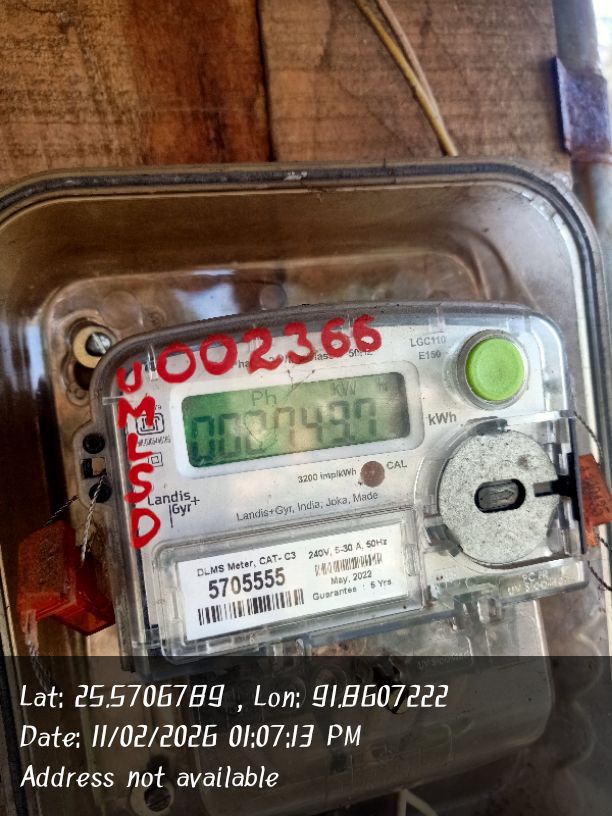 U002366
UMLSD
LGC110
E150
Ph kW h
kWh
3200 imp/kWh CAL
Landis+
Gyr
Landis+Gyr, India; Joka, Made
DLMS Meter, CAT- C3
5705555
240V, 5-30 A, 50Hz
May, 2022
Guarantee : 5 Yrs.
Lat: 25.5706789 , Lon: 91.8607222
Date: 11/02/2026 01:07:13 PM
Address not available